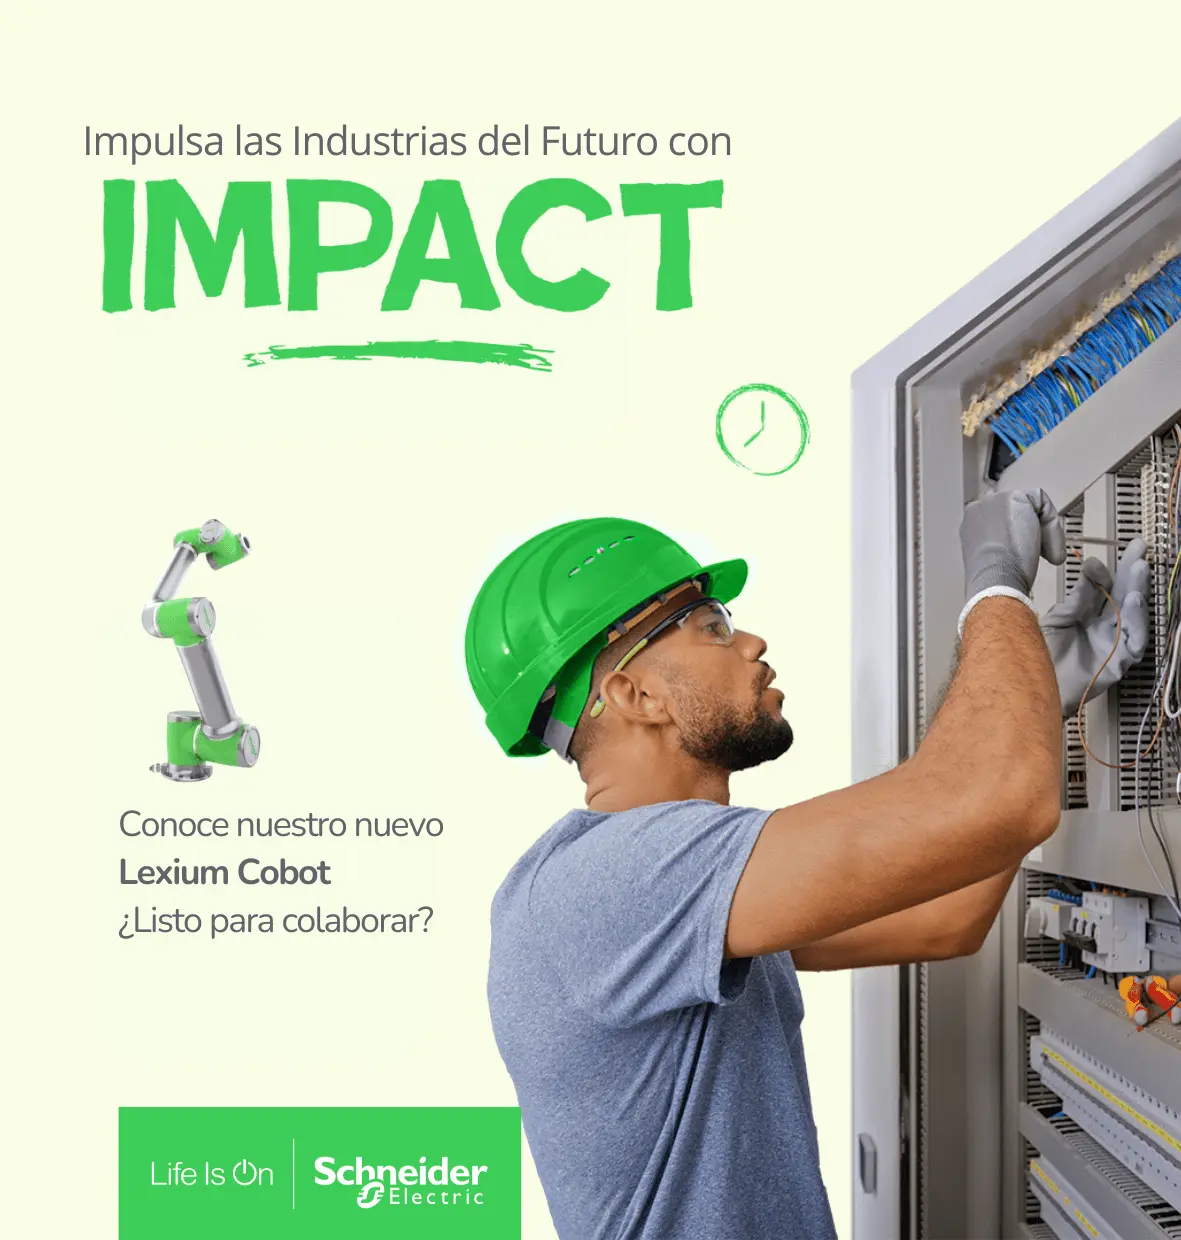 Impulsa las Industrias del Futuro con
IMPACT
Conoce nuestro nuevo
Lexium Cobot
¿Listo para colaborar?
Life Is On
Schneider
Electric